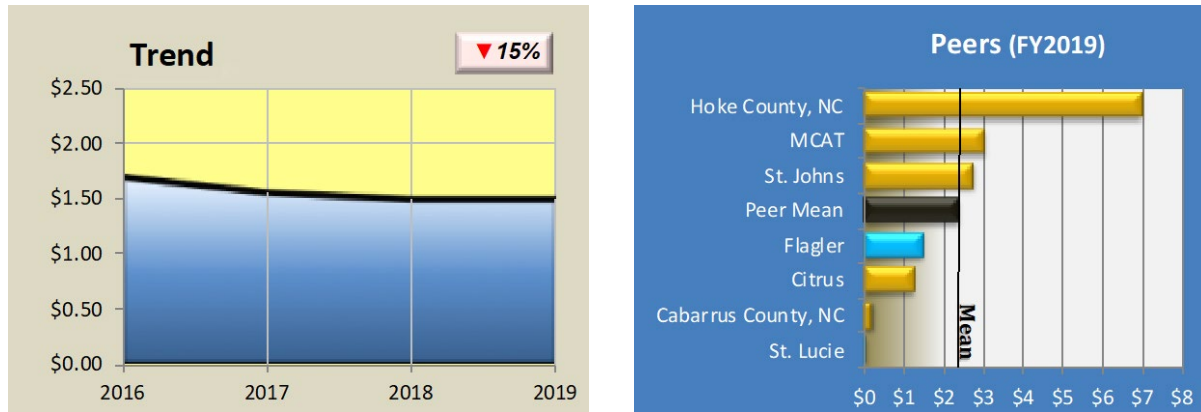 Trend
▼15%
$2.50
$2.00
$1.50
$1.00
$0.50
$0.00
2016 2017 2018 2019
Peers (FY2019)
Hoke County, NC
MCAT
St. Johns
Peer Mean
Flagler
Citrus
Cabarrus County, NC
St. Lucie
Mean
$0 $1 $2 $3 $4 $5 $6 $7 $8